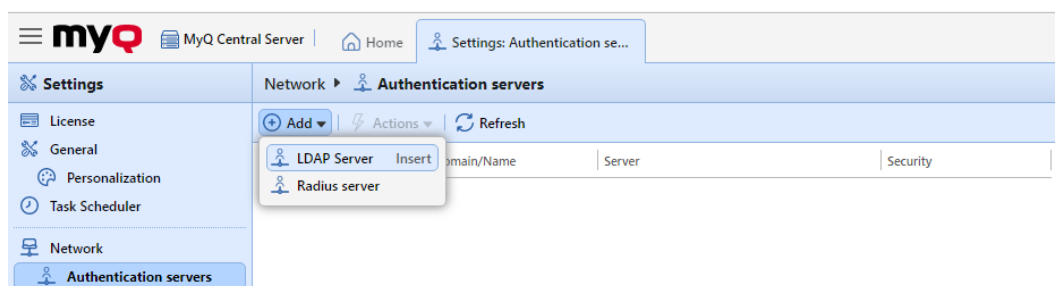 myQ MyQ Central Server Home Settings: Authentication se...
Settings Network Authentication servers
License Add Actions Refresh
General LDAP Server Insert omain/Name Server Security
Personalization Radius server
Task Scheduler
Network
Authentication servers